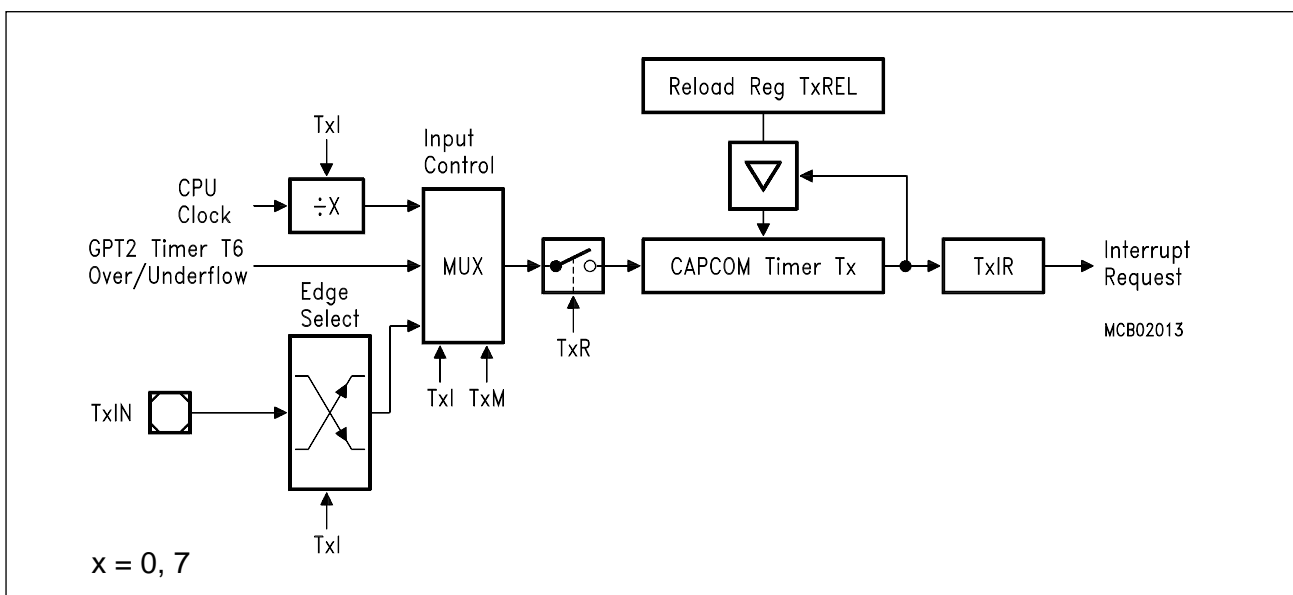 Reload Reg TxREL
TxI
Input
Control
CPU
Clock
÷X
GPT2 Timer T6
Over/Underflow
MUX
CAPCOM Timer Tx
TxIR
Interrupt
Request
Edge
Select
MCB02013
TxR
TxI TxM
TxIN
TxI
x = 0, 7